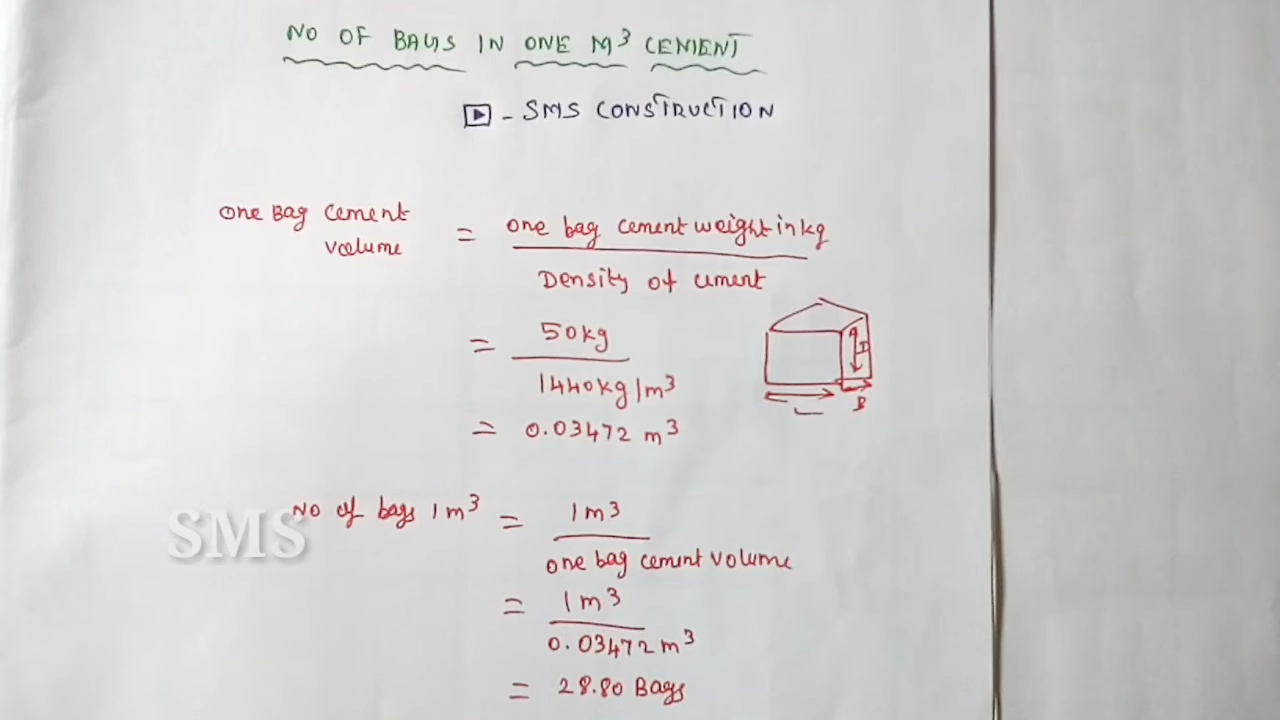 NO OF BAGS IN ONE M³ CEMENT
▶ - SMS CONSTRUCTION
One Bag Cement volume = one bag cement weight in kg
Density of cement
= 50kg
1440kg/m³
= 0.03472 m³
D
L
B
No of bags 1m³ = 1m³
one bag cement volume
= 1m³
0.03472 m³
= 28.80 Bags
SMS